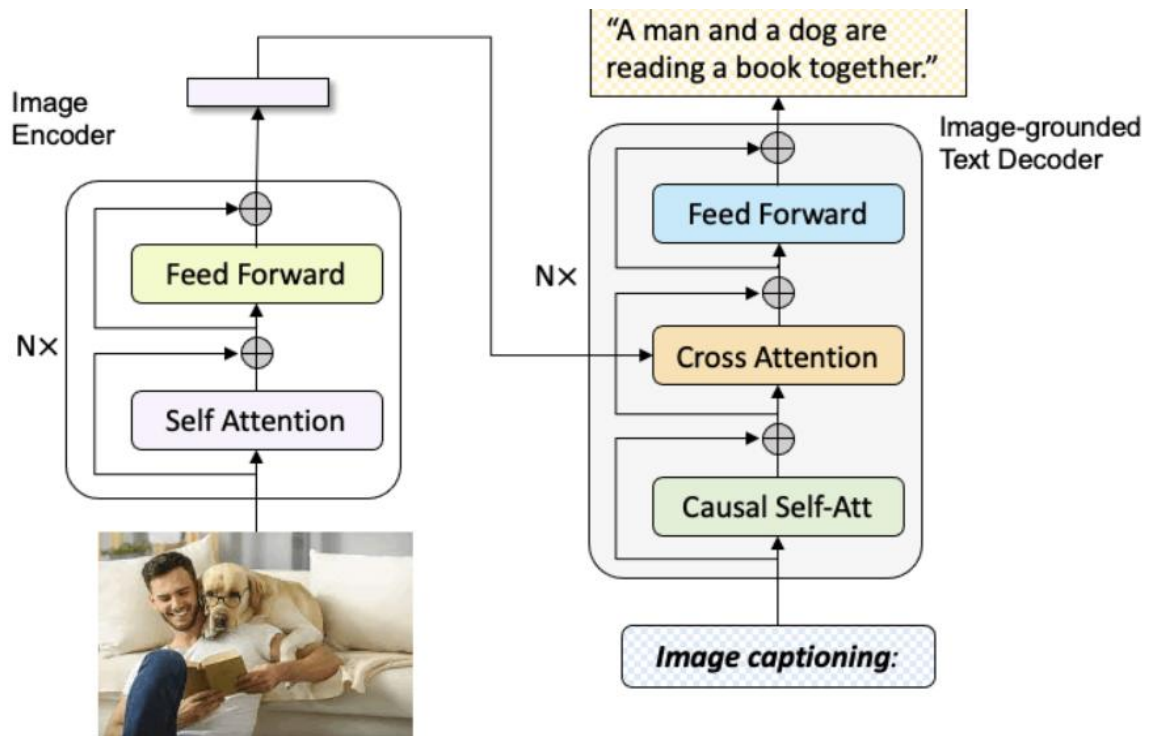 Image
Encoder
N×
Feed Forward
Self Attention
“A man and a dog are
reading a book together.”
Image-grounded
Text Decoder
N×
Feed Forward
Cross Attention
Causal Self-Att
Image captioning: